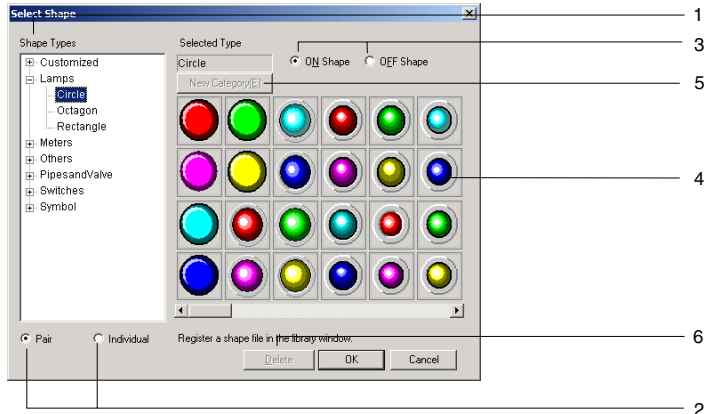 Select Shape
1
Shape Types
Selected Type
3
Customized
Circle
ON Shape
OFF Shape
Lamps
New Category(E)
5
Circle
Octagon
Rectangle
Meters
Others
PipesandValve
4
Switches
Symbol
Pair
Individual
Register a shape file in the library window.
6
Delete
OK
Cancel
2